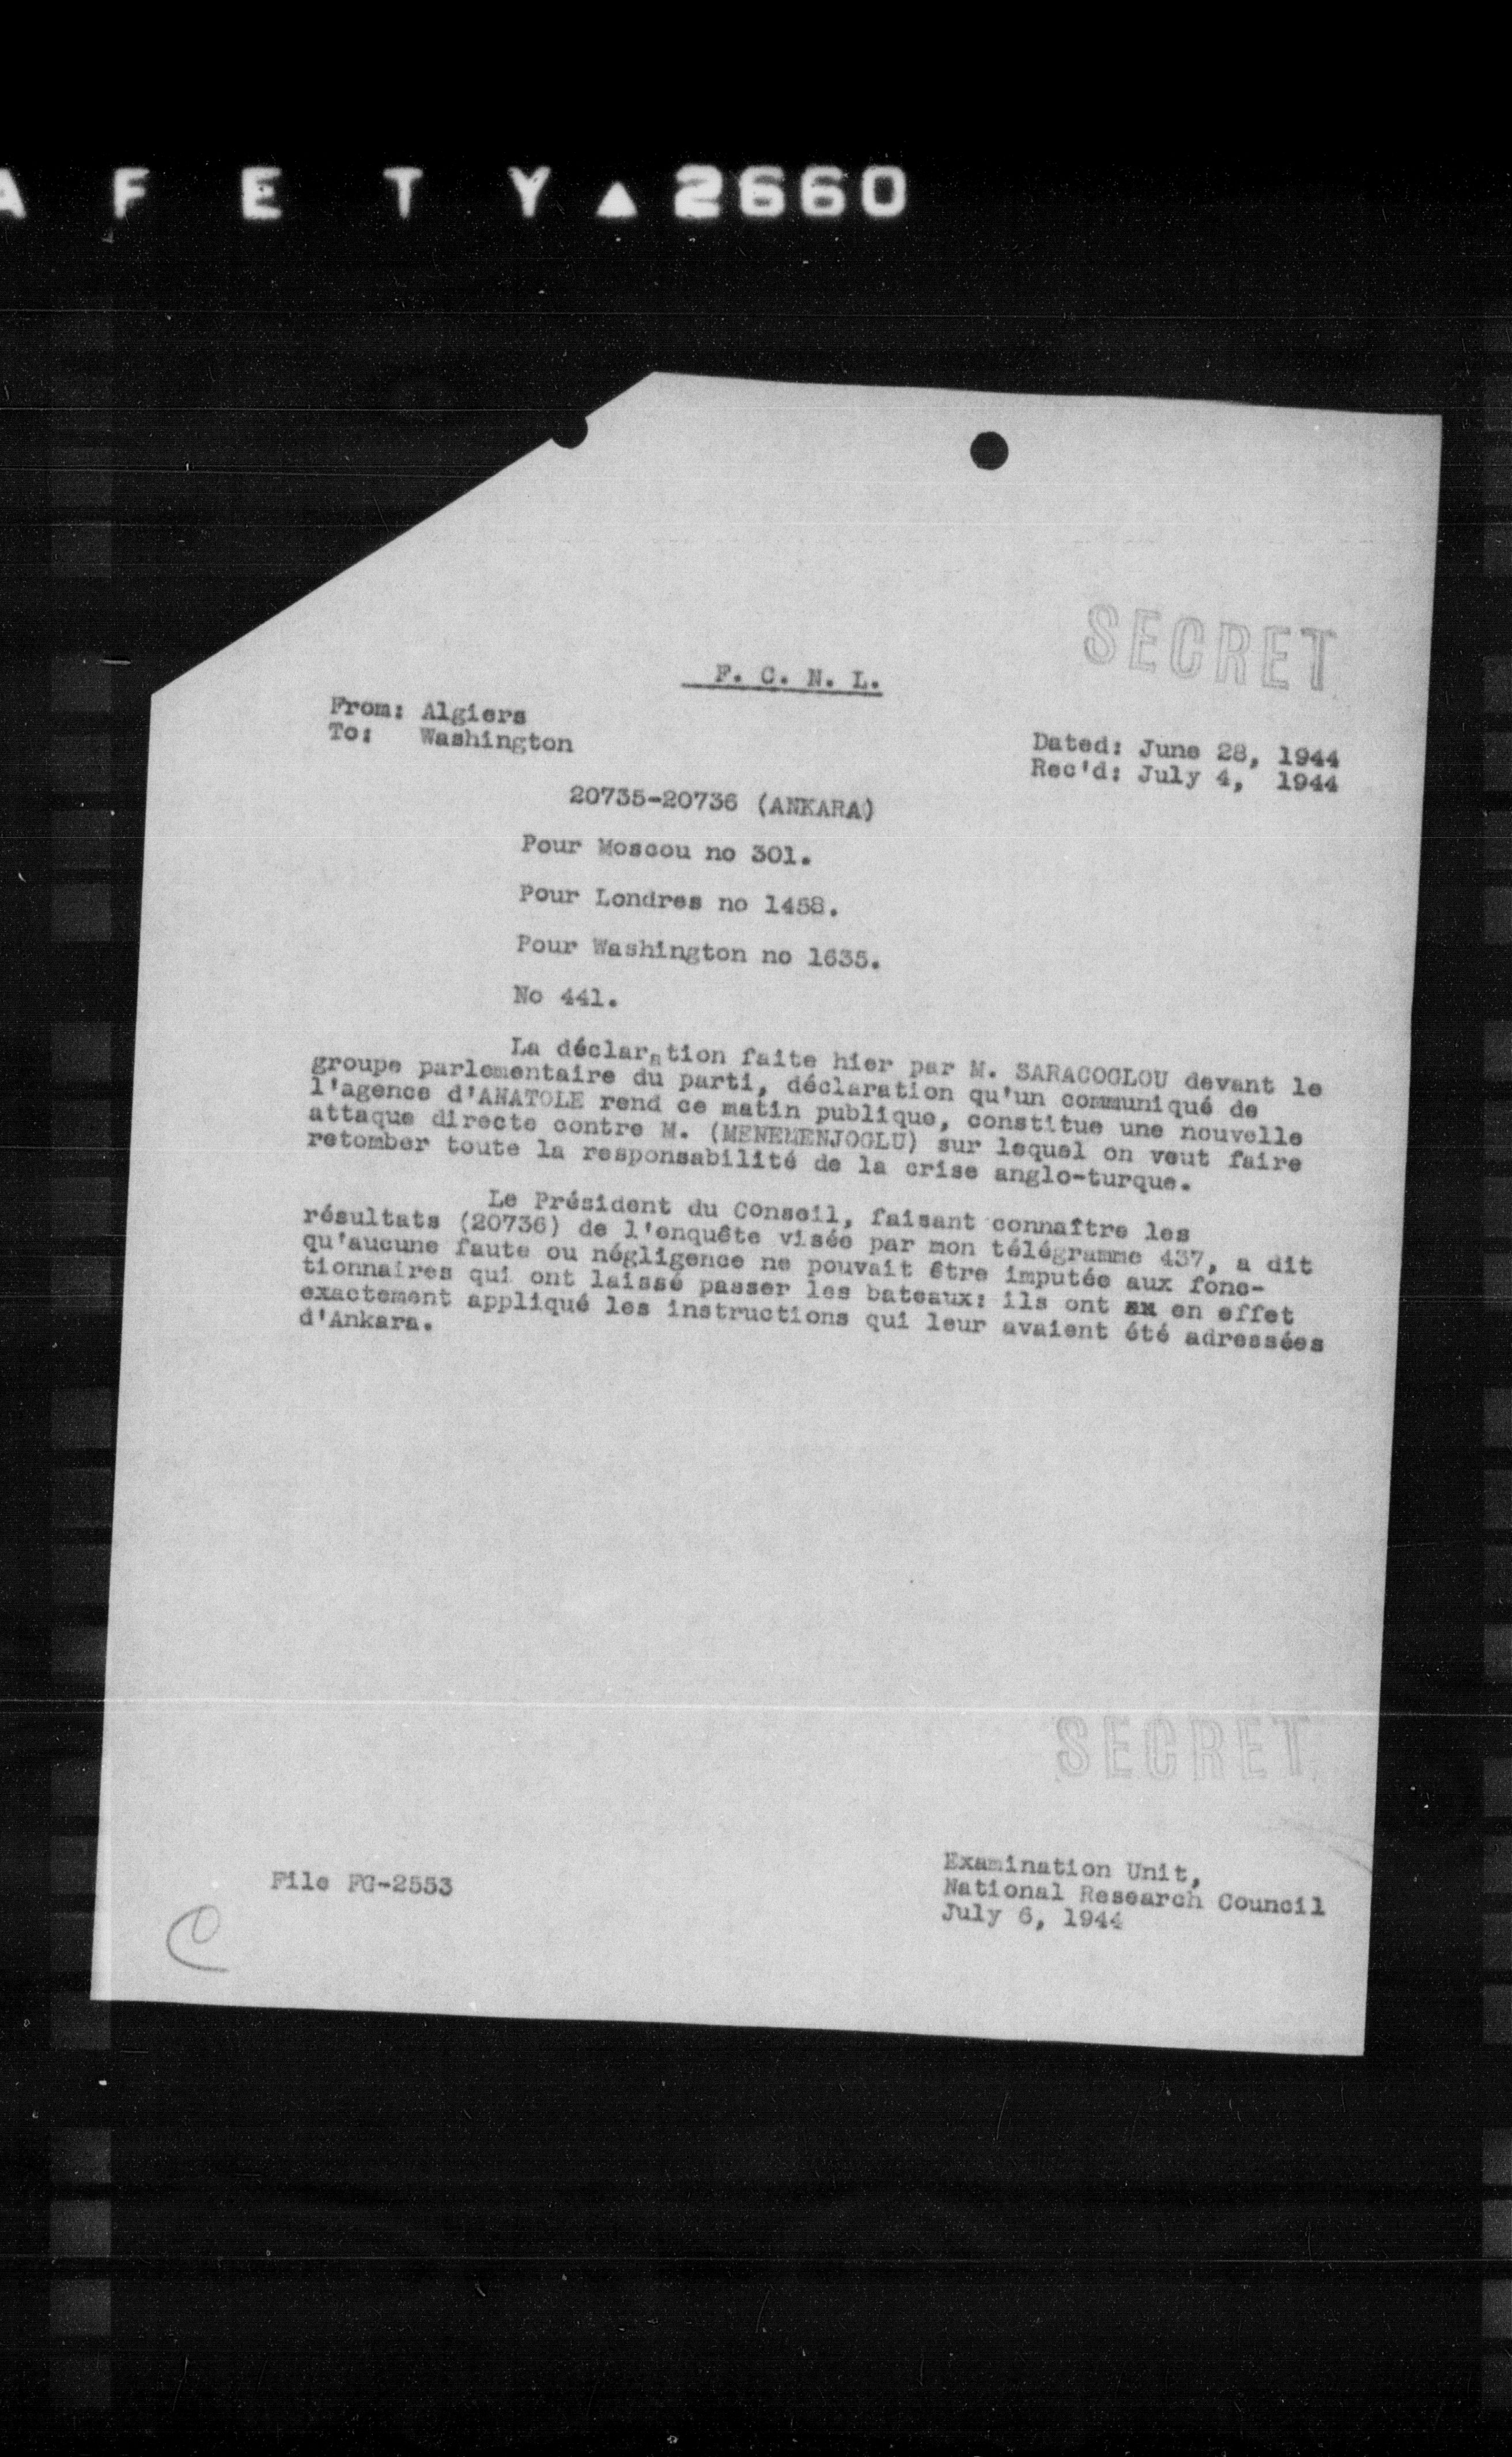 A F E T Y ▲ 2660
SECRET
F. C. N. L.
From: Algiers
To: Washington
Dated: June 28, 1944
Rec'd: July 4, 1944
20735-20736 (ANKARA)
Pour Moscou no 301.
Pour Londres no 1458.
Pour Washington no 1635.
No 441.
La déclaration faite hier par M. SARACOGLOU devant le
groupe parlementaire du parti, déclaration qu'un communiqué de
l'agence d'ANATOLE rend ce matin publique, constitue une nouvelle
attaque directe contre M. (MENEMENJOGLU) sur lequel on veut faire
retomber toute la responsabilité de la crise anglo-turque.
Le Président du Conseil, faisant connaître les
résultats (20736) de l'enquête visée par mon télégramme 437, a dit
qu'aucune faute ou négligence ne pouvait être imputée aux fonc-
tionnaires qui ont laissé passer les bateaux: ils ont en effet
exactement appliqué les instructions qui leur avaient été adressées
d'Ankara.
SECRET
File FG-2553
Examination Unit,
National Research Council
July 6, 1944
C